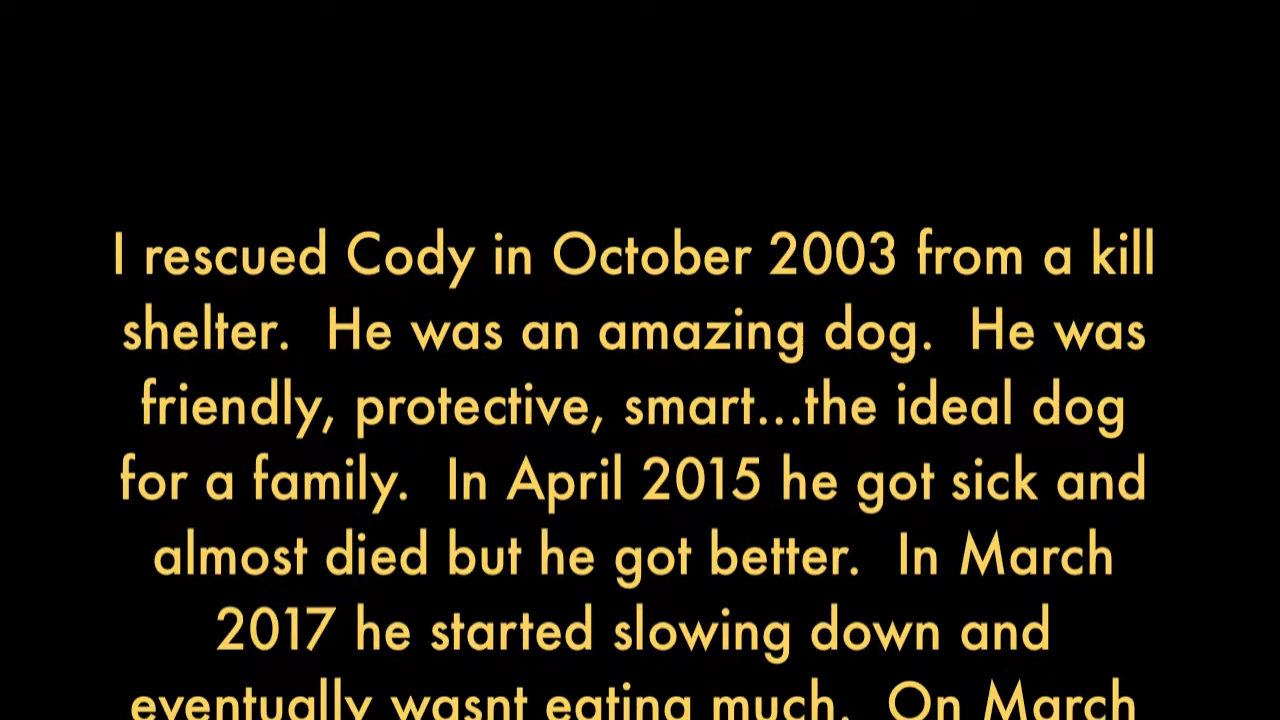 I rescued Cody in October 2003 from a kill
shelter.  He was an amazing dog.  He was
friendly, protective, smart...the ideal dog
for a family.  In April 2015 he got sick and
almost died but he got better.  In March
2017 he started slowing down and
eventually wasnt eating much.  On March